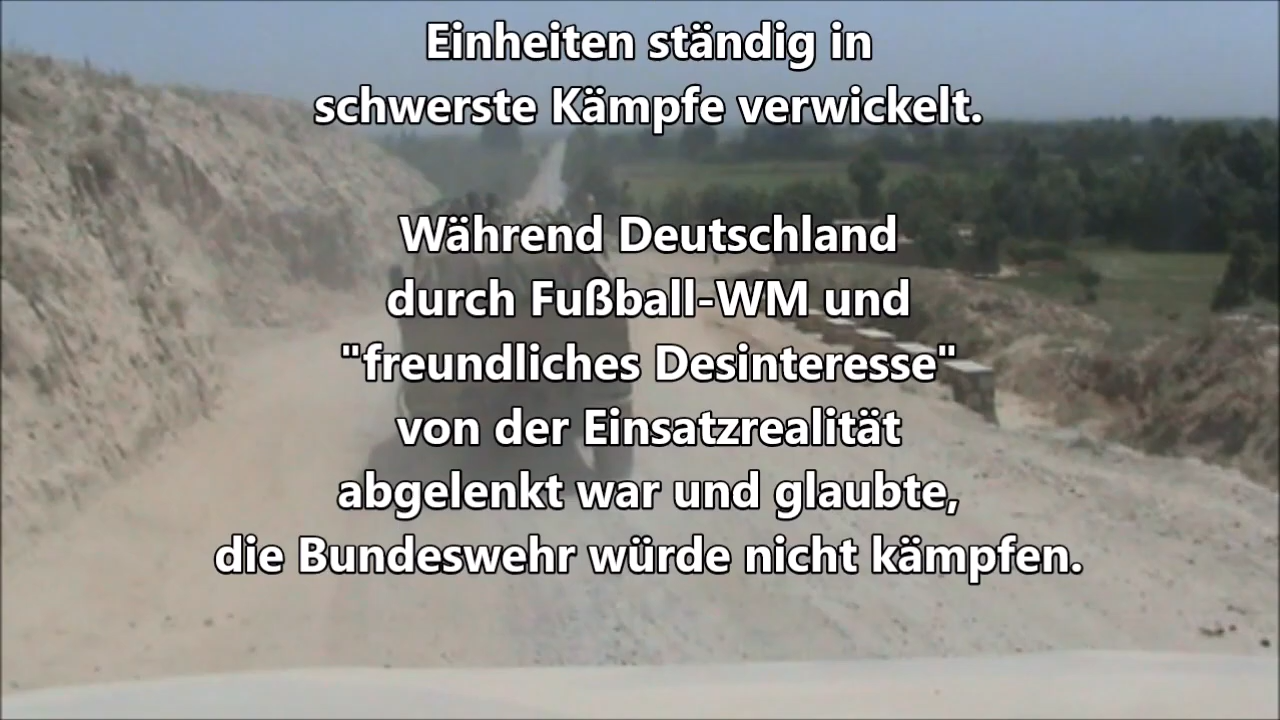 Einheiten ständig in
schwerste Kämpfe verwickelt.
Während Deutschland
durch Fußball-WM und
"freundliches Desinteresse"
von der Einsatzrealität
abgelenkt war und glaubte,
die Bundeswehr würde nicht kämpfen.